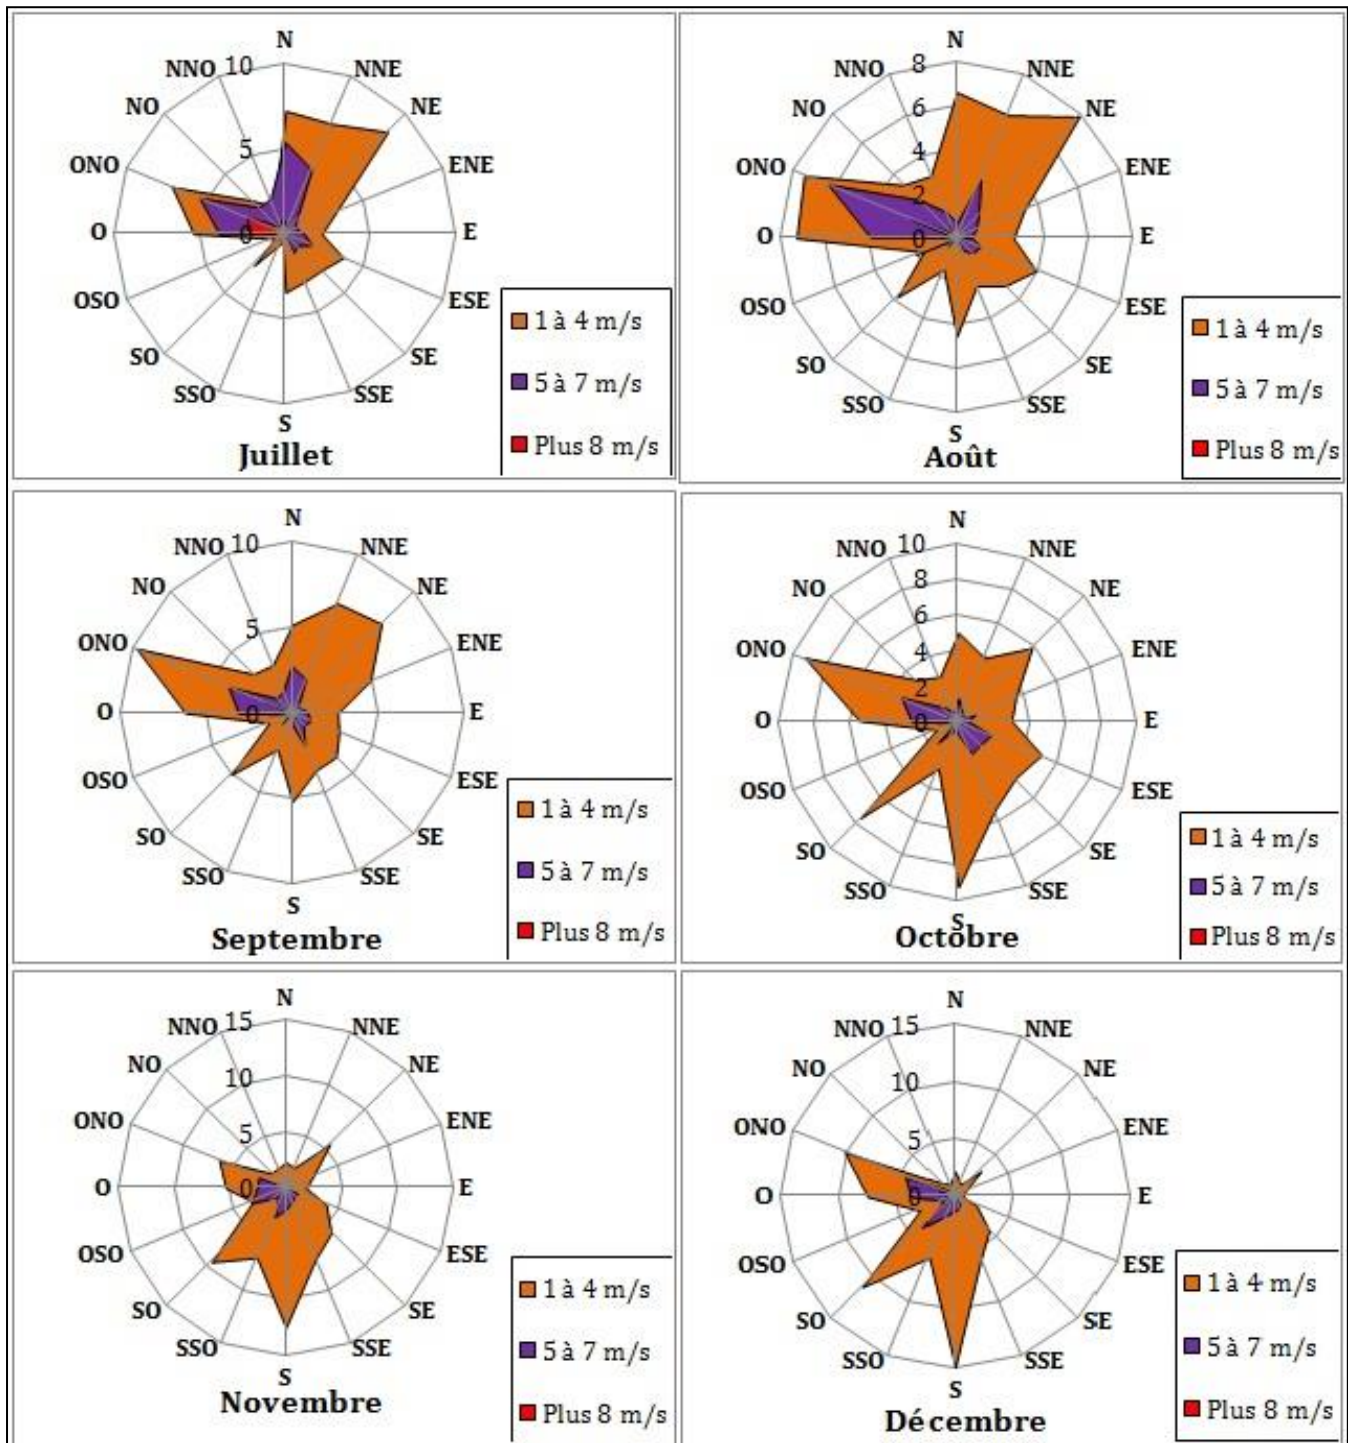 N
NNO 10 NNE
NO NE
ONO 5 ENE
O 0 E
OSO ESE
SO SE
SSO SSE
S
Juillet
1 à 4 m/s
5 à 7 m/s
Plus 8 m/s
N
8
NNO NNE
NO 6 NE
4
ONO ENE
2
O 0 E
OSO ESE
SO SE
SSO SSE
S
Août
1 à 4 m/s
5 à 7 m/s
Plus 8 m/s
N
NNO 10 NNE
NO NE
ONO 5 ENE
O 0 E
OSO ESE
SO SE
SSO SSE
S
Septembre
1 à 4 m/s
5 à 7 m/s
Plus 8 m/s
N
NNO 10 NNE
8
NO NE
6
ONO 4 ENE
2
O 0 E
OSO ESE
SO SE
SSO SSE
S
Octobre
1 à 4 m/s
5 à 7 m/s
Plus 8 m/s
N
NNO 15 NNE
NO 10 NE
ONO 5 ENE
O 0 E
OSO ESE
SO SE
SSO SSE
S
Novembre
1 à 4 m/s
5 à 7 m/s
Plus 8 m/s
N
NNO 15 NNE
NO 10 NE
ONO 5 ENE
O 0 E
OSO ESE
SO SE
SSO SSE
S
Décembre
1 à 4 m/s
5 à 7 m/s
Plus 8 m/s